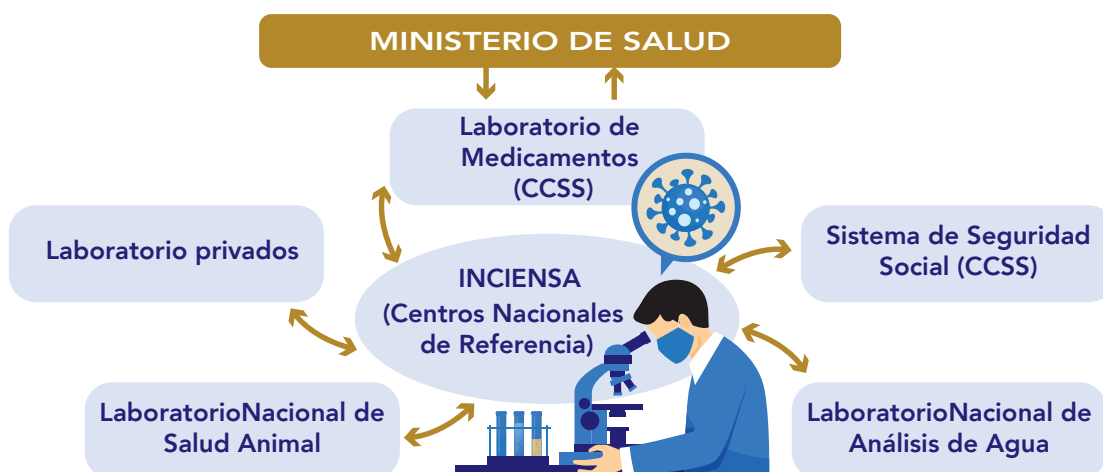 MINISTERIO DE SALUD
Laboratorio de
Medicamentos
(CCSS)
Laboratorio privados
Sistema de Seguridad
Social (CCSS)
INCIENSA
(Centros Nacionales
de Referencia)
LaboratorioNacional de
Salud Animal
LaboratorioNacional de
Análisis de Agua